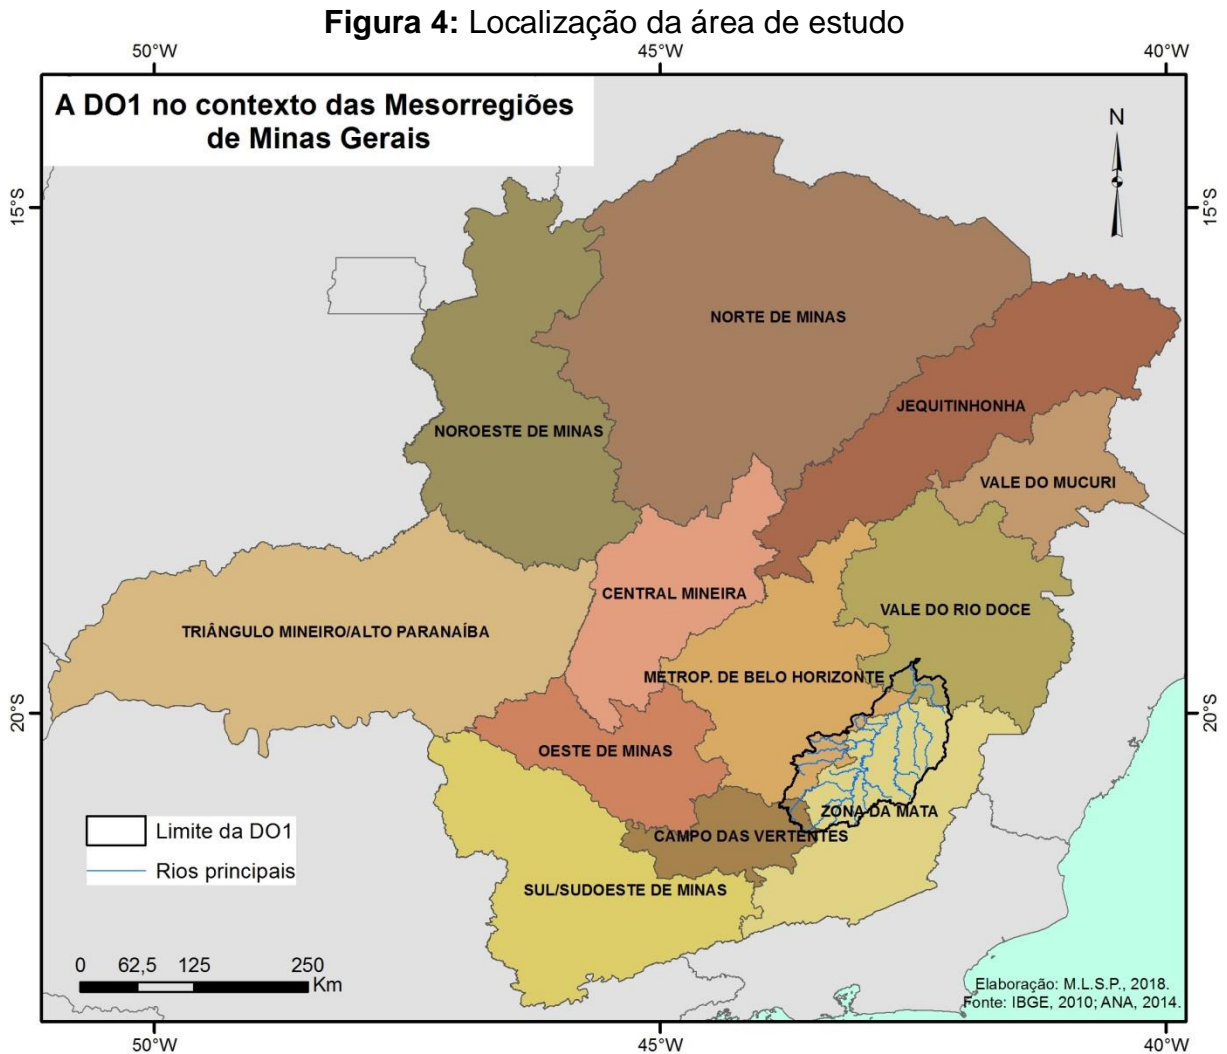 Figura 4: Localização da área de estudo
50°W
45°W
40°W
A DO1 no contexto das Mesorregiões
de Minas Gerais
N
15°S
15°S
NORTE DE MINAS
JEQUITINHONHA
NOROESTE DE MINAS
VALE DO MUCURI
CENTRAL MINEIRA
VALE DO RIO DOCE
TRIÂNGULO MINEIRO/ALTO PARANAÍBA
METROP. DE BELO HORIZONTE
20°S
20°S
OESTE DE MINAS
ZONA DA MATA
CAMPO DAS VERTENTES
Limite da DO1
Rios principais
SUL/SUDOESTE DE MINAS
0 62,5 125 250
Km
Elaboração: M.L.S.P., 2018.
Fonte: IBGE, 2010; ANA, 2014.
50°W
45°W
40°W